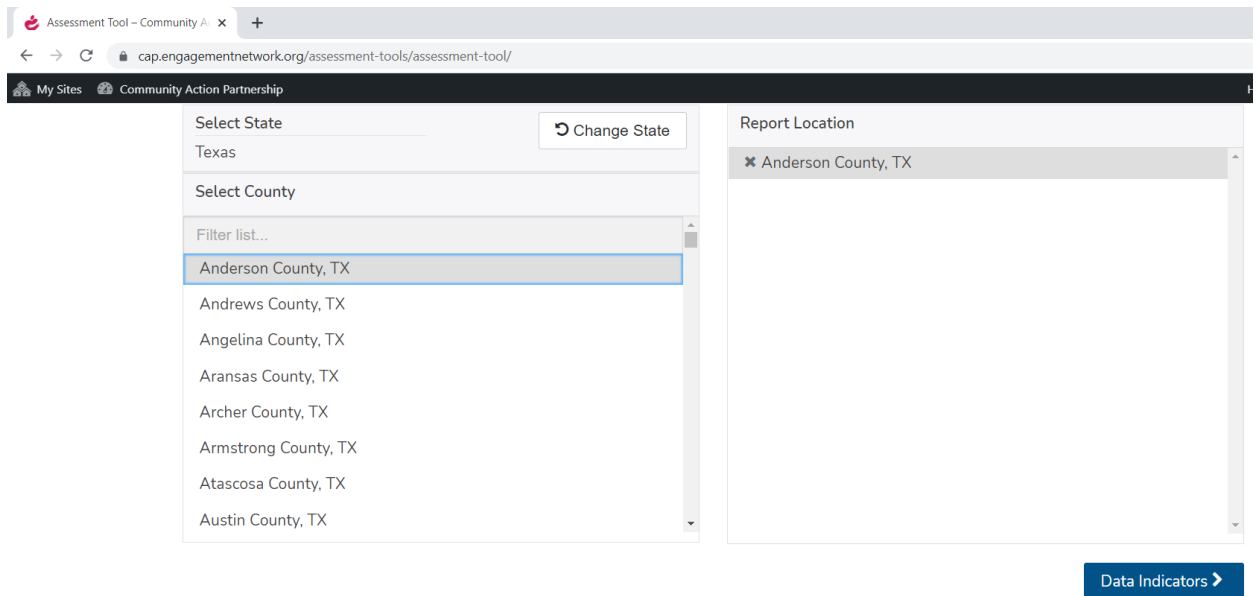 Assessment Tool – Community A
cap.engagementnetwork.org/assessment-tools/assessment-tool/
My Sites Community Action Partnership H
Select State
Change State
Texas
Select County
Filter list...
Anderson County, TX
Andrews County, TX
Angelina County, TX
Aransas County, TX
Archer County, TX
Armstrong County, TX
Atascosa County, TX
Austin County, TX
Report Location
Anderson County, TX
Data Indicators